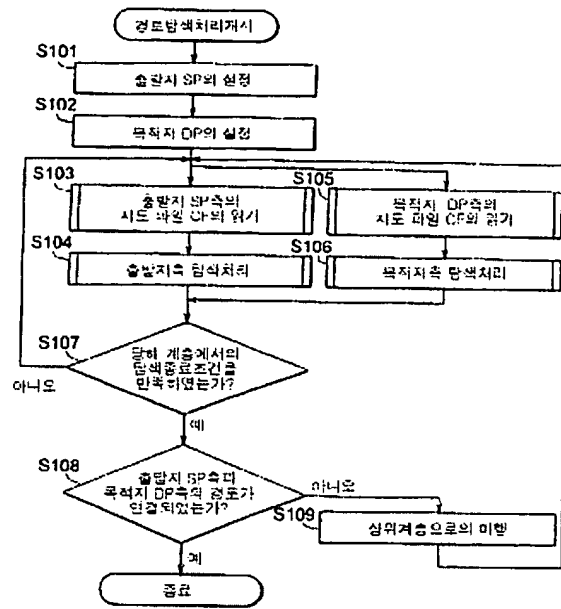 경로탐색처리개시
S101
출발지 SP의 설정
S102
목적지 DP의 설정
S103
출발지 SP측의
지도 파일 CF의 읽기
S105
목적지 DP측의
지도 파일 CF의 읽기
S104
출발지측 탐색처리
S106
목적지측 탐색처리
S107
당해 계층에서의
탐색종료조건을
만족하였는가?
아니오
예
S108
출발지 SP측과
목적지 DP측의 경로가
연결되었는가?
아니오
S109
상위계층으로의 이행
예
종료